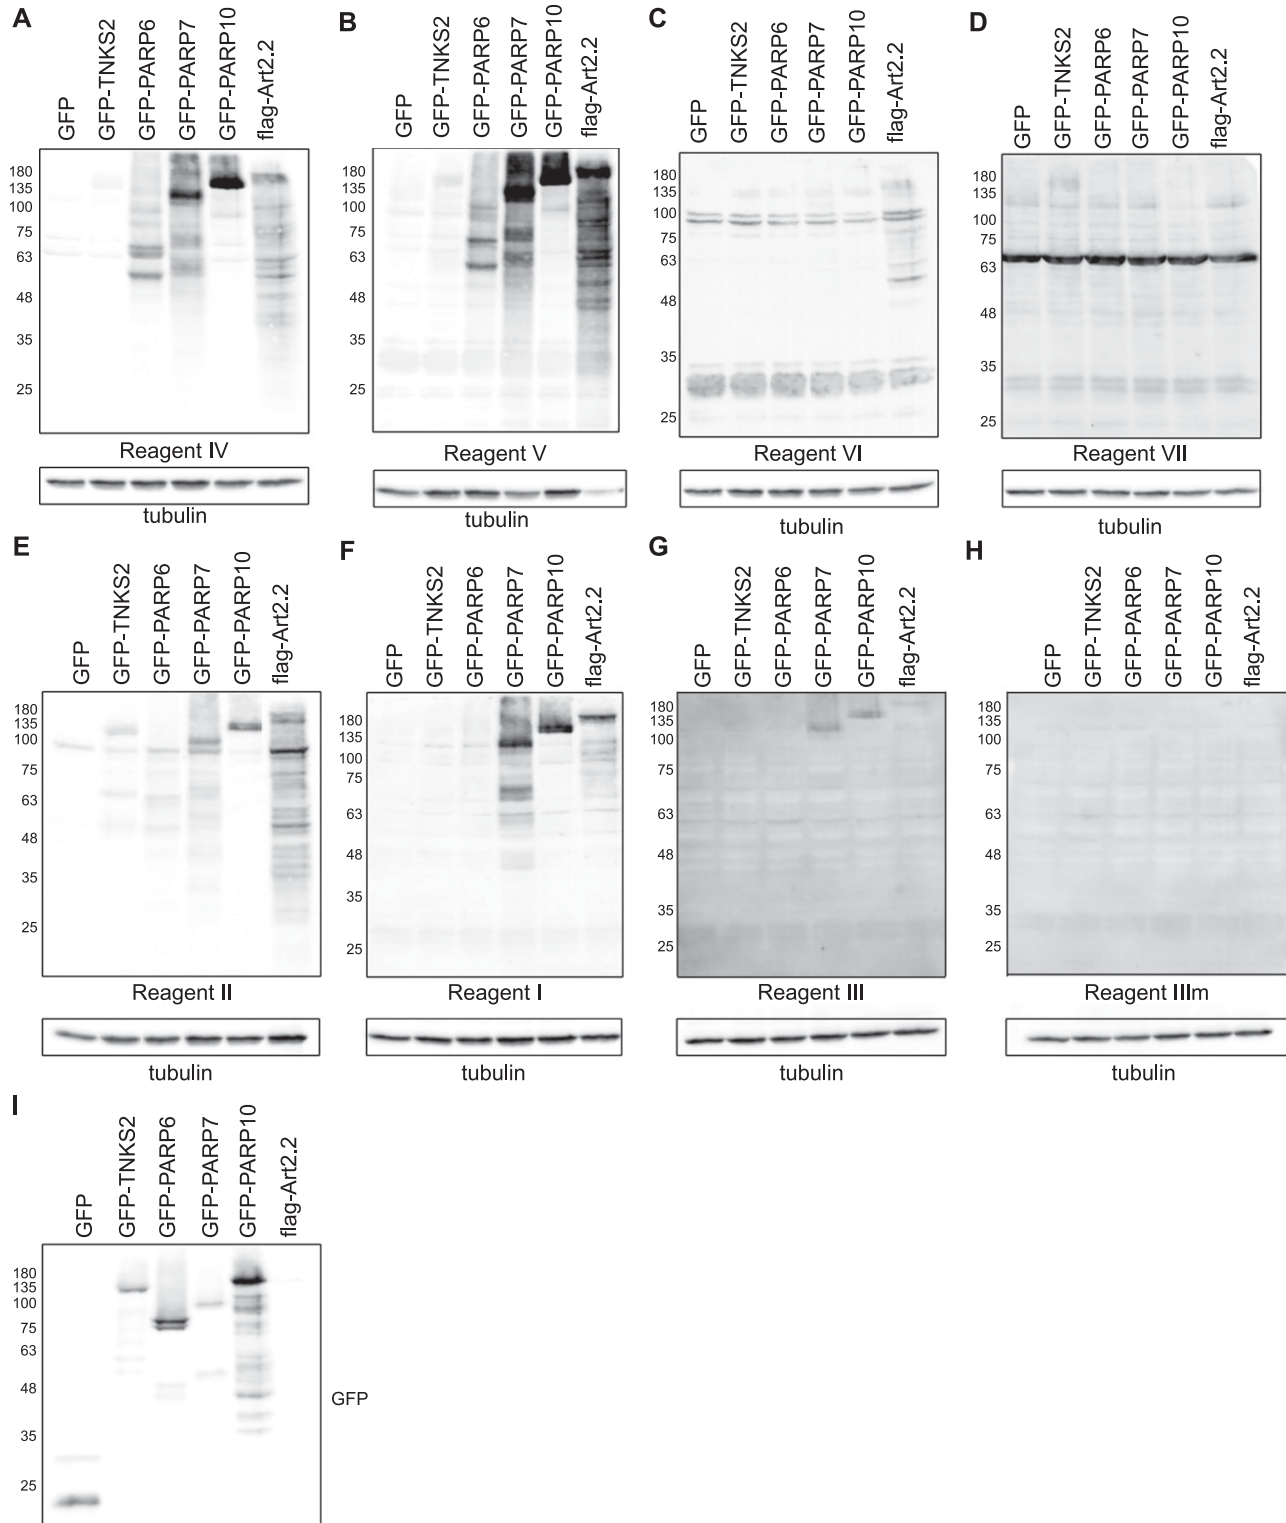 A
GFP
GFP-TNKS2
GFP-PARP6
GFP-PARP7
GFP-PARP10
flag-Art2.2
180
135
100
75
63
48
35
25
Reagent IV
tubulin
B
GFP
GFP-TNKS2
GFP-PARP6
GFP-PARP7
GFP-PARP10
flag-Art2.2
180
135
100
75
63
48
35
25
Reagent V
tubulin
C
GFP
GFP-TNKS2
GFP-PARP6
GFP-PARP7
GFP-PARP10
flag-Art2.2
180
135
100
75
63
48
35
25
Reagent VI
tubulin
D
GFP
GFP-TNKS2
GFP-PARP6
GFP-PARP7
GFP-PARP10
flag-Art2.2
180
135
100
75
63
48
35
25
Reagent VII
tubulin
E
GFP
GFP-TNKS2
GFP-PARP6
GFP-PARP7
GFP-PARP10
flag-Art2.2
180
135
100
75
63
48
35
25
Reagent II
tubulin
F
GFP
GFP-TNKS2
GFP-PARP6
GFP-PARP7
GFP-PARP10
flag-Art2.2
180
135
100
75
63
48
35
25
Reagent I
tubulin
G
GFP
GFP-TNKS2
GFP-PARP6
GFP-PARP7
GFP-PARP10
flag-Art2.2
180
135
100
75
63
48
35
25
Reagent III
tubulin
H
GFP
GFP-TNKS2
GFP-PARP6
GFP-PARP7
GFP-PARP10
flag-Art2.2
180
135
100
75
63
48
35
25
Reagent IIIm
tubulin
I
GFP
GFP-TNKS2
GFP-PARP6
GFP-PARP7
GFP-PARP10
flag-Art2.2
180
135
100
75
63
48
35
25
GFP